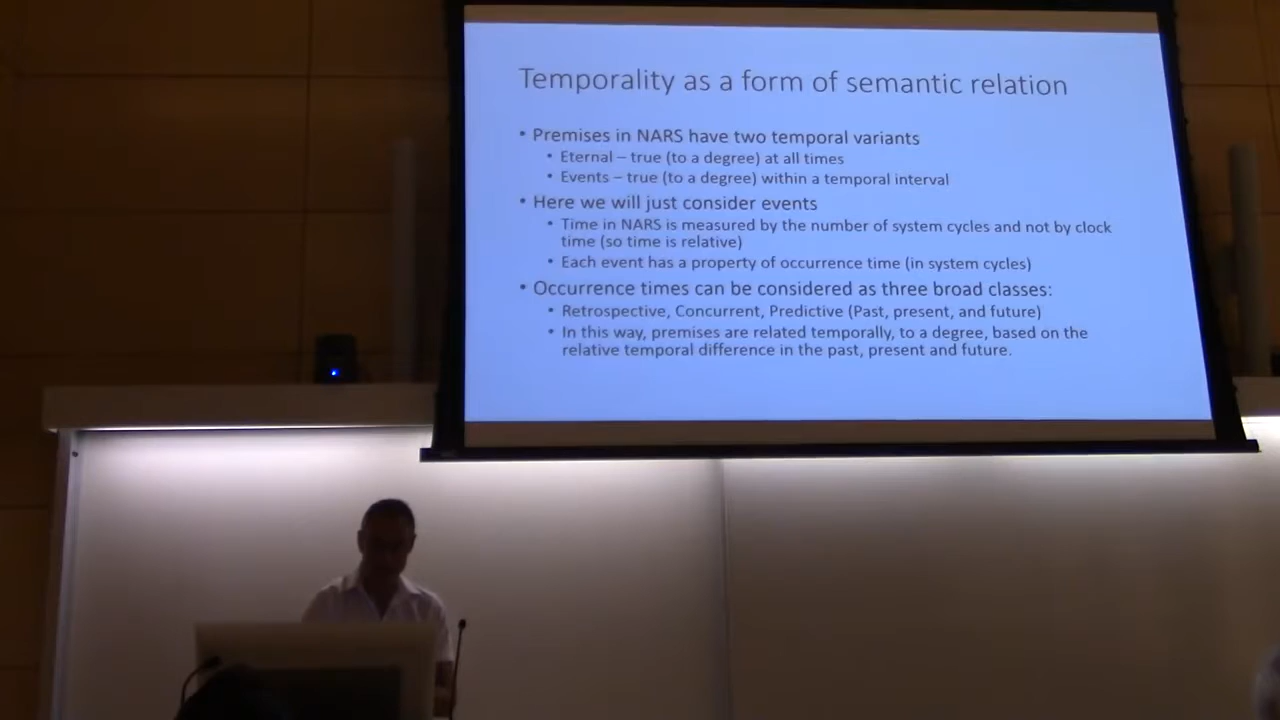 Temporality as a form of semantic relation
• Premises in NARS have two temporal variants
• Eternal – true (to a degree) at all times
• Events – true (to a degree) within a temporal interval
• Here we will just consider events
• Time in NARS is measured by the number of system cycles and not by clock
time (so time is relative)
• Each event has a property of occurrence time (in system cycles)
• Occurrence times can be considered as three broad classes:
• Retrospective, Concurrent, Predictive (Past, present, and future)
• In this way, premises are related temporally, to a degree, based on the
relative temporal difference in the past, present and future.